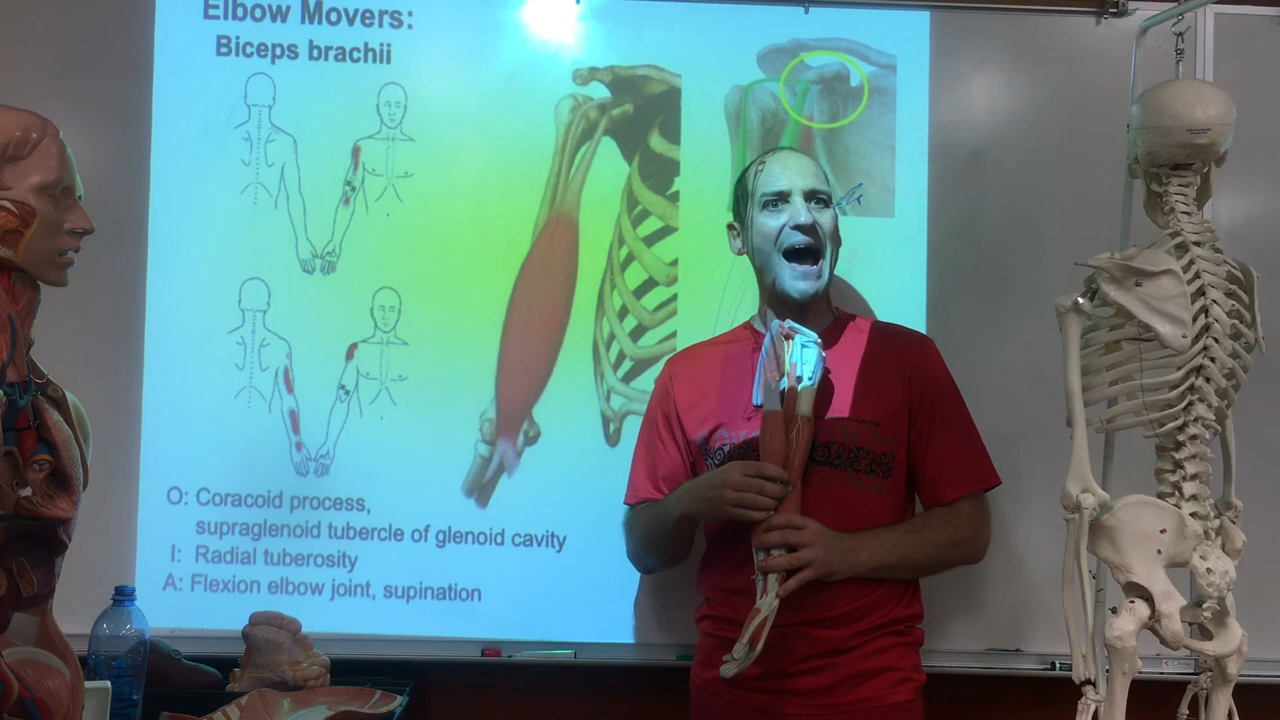 Elbow Movers:
Biceps brachii
O: Coracoid process,
supraglenoid tubercle of glenoid cavity
I: Radial tuberosity
A: Flexion elbow joint, supination